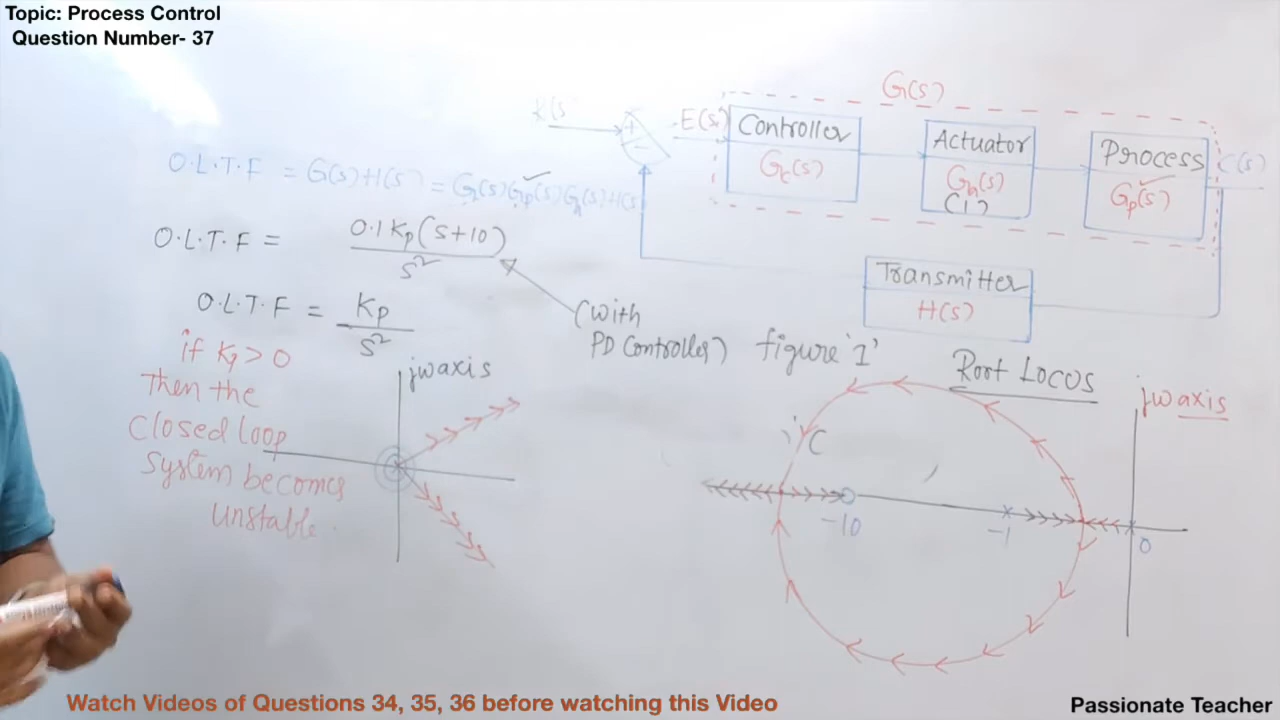 Topic: Process Control
Question Number- 37
G(s)
E(s)
Controller
Gc(s)
Actuator
Ga(s)
(1)
Process
Gp(s)
C(s)
O.L.T.F = G(s)H(s) = Gc(s)Gp(s)Ga(s)H(s)
O.L.T.F = 0.1 Kp(s+10) / s²
Transmitter
H(s)
O.L.T.F = Kp / s²
(with
PD Controller)
figure '1'
if Kp > 0
Then the
Closed loop
System becomes
Unstable.
jw axis
Root Locus
jw axis
C
-10
-1
0
Watch Videos of Questions 34, 35, 36 before watching this Video
Passionate Teacher